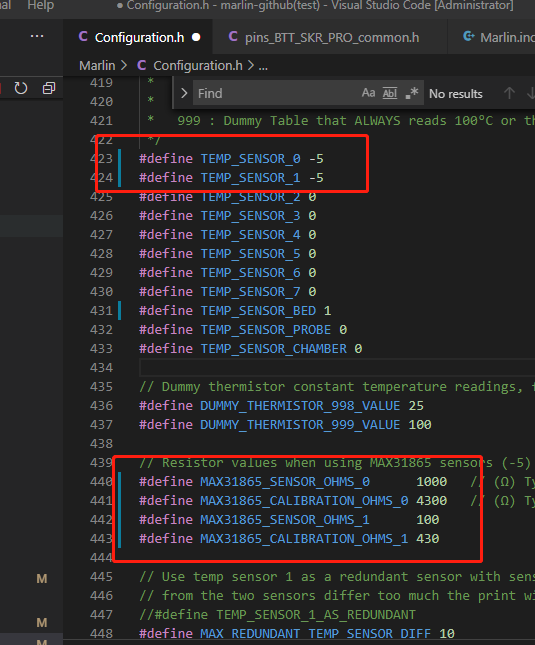 nal Help
● Configuration.h - marlin-github(test) - Visual Studio Code [Administrator]
··· C Configuration.h ● C pins_BTT_SKR_PRO_common.h Marlin.ino
Marlin > C Configuration.h > ...
> Find Aa Abl .* No results
419 *
420 *
421 * 999 : Dummy Table that ALWAYS reads 100°C or th
422 */
423 #define TEMP_SENSOR_0 -5
424 #define TEMP_SENSOR_1 -5
425 #define TEMP_SENSOR_2 0
426 #define TEMP_SENSOR_3 0
427 #define TEMP_SENSOR_4 0
428 #define TEMP_SENSOR_5 0
429 #define TEMP_SENSOR_6 0
430 #define TEMP_SENSOR_7 0
431 #define TEMP_SENSOR_BED 1
432 #define TEMP_SENSOR_PROBE 0
433 #define TEMP_SENSOR_CHAMBER 0
434
435 // Dummy thermistor constant temperature readings, f
436 #define DUMMY_THERMISTOR_998_VALUE 25
437 #define DUMMY_THERMISTOR_999_VALUE 100
438
439 // Resistor values when using MAX31865 sensors (-5)
440 #define MAX31865_SENSOR_OHMS_0 1000 // (Ω) Ty
441 #define MAX31865_CALIBRATION_OHMS_0 4300 // (Ω) Ty
442 #define MAX31865_SENSOR_OHMS_1 100
443 #define MAX31865_CALIBRATION_OHMS_1 430
444
M 445 // Use temp sensor 1 as a redundant sensor with sens
446 // from the two sensors differ too much the print wi
M 447 //#define TEMP_SENSOR_1_AS_REDUNDANT
M 448 #define MAX_REDUNDANT_TEMP_SENSOR_DIFF 10